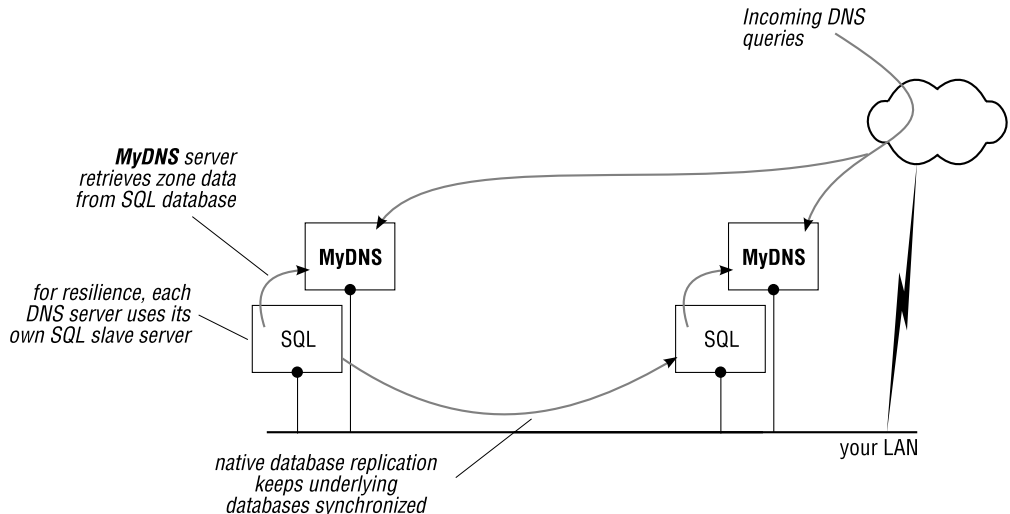 Incoming DNS
queries
MyDNS server
retrieves zone data
from SQL database
MyDNS
MyDNS
for resilience, each
DNS server uses its
own SQL slave server
SQL
SQL
your LAN
native database replication
keeps underlying
databases synchronized